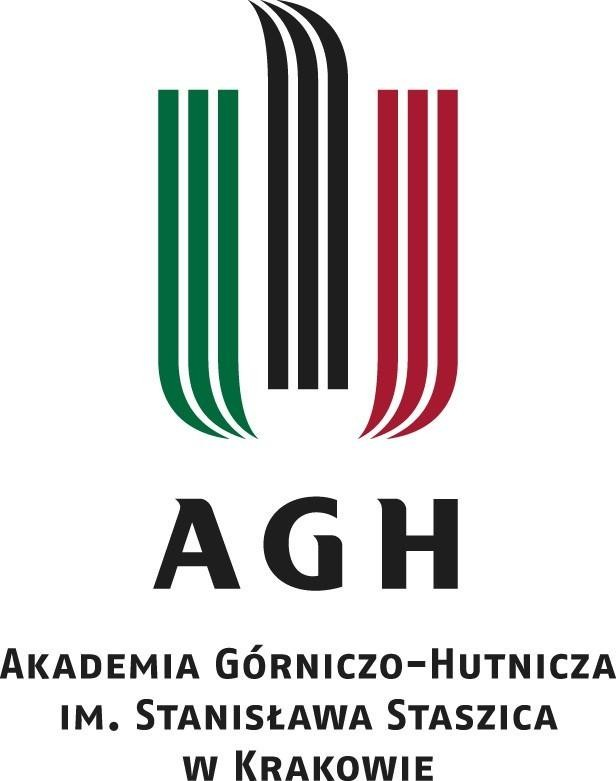 AGH
AKADEMIA GÓRNICZO-HUTNICZA
IM. STANISŁAWA STASZICA
W KRAKOWIE